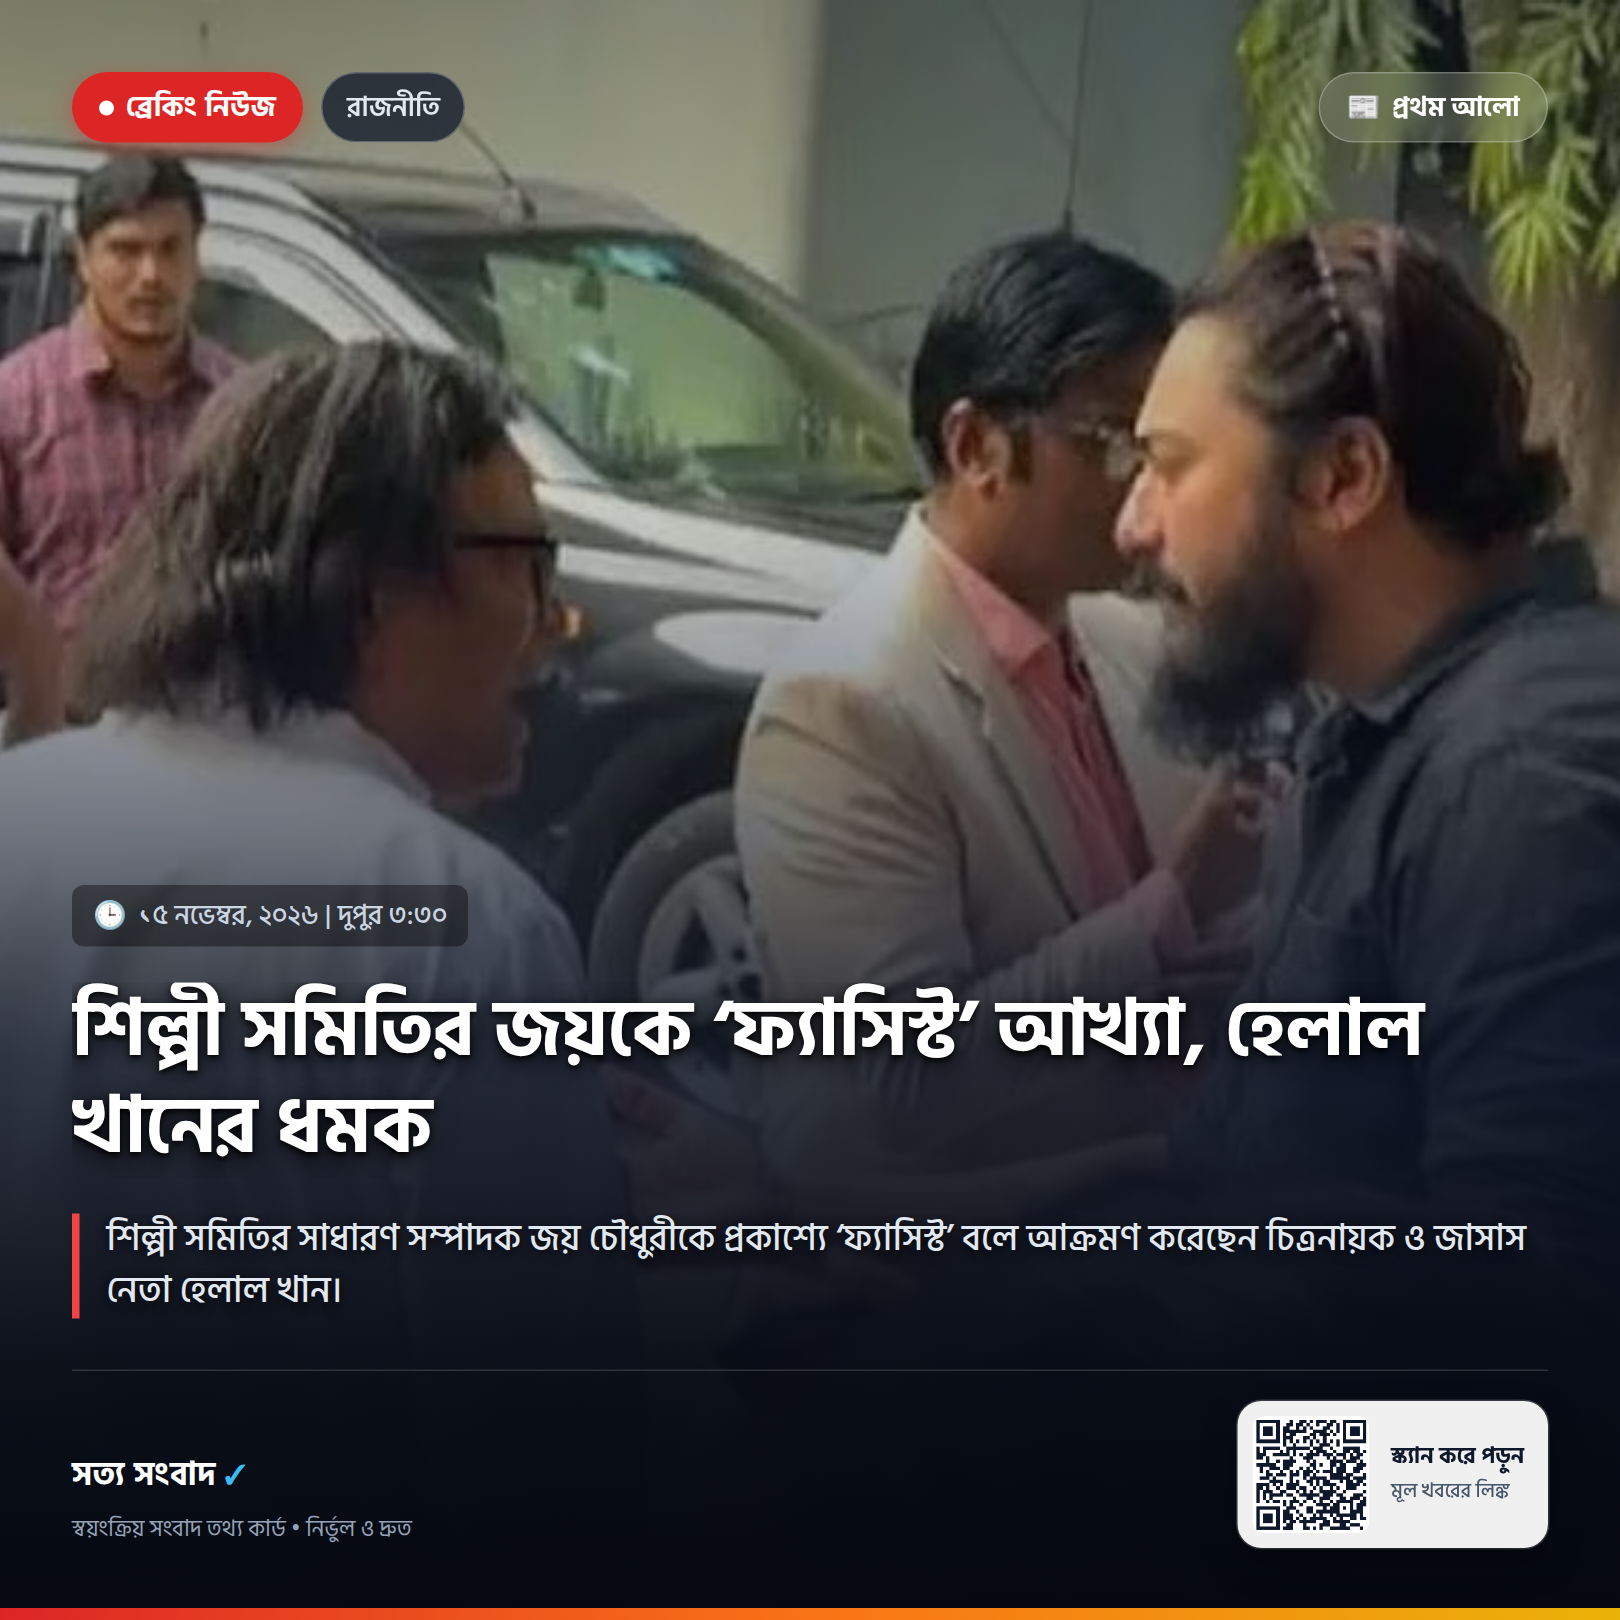 ব্রেকিং নিউজ
রাজনীতি
প্রথম আলো
১৫ নভেম্বর, ২০২৬ | দুপুর ৩:৩০
শিল্পী সমিতির জয়কে ‘ফ্যাসিস্ট’ আখ্যা, হেলাল
খানের ধমক
শিল্পী সমিতির সাধারণ সম্পাদক জয় চৌধুরীকে প্রকাশ্যে ‘ফ্যাসিস্ট’ বলে আক্রমণ করেছেন চিত্রনায়ক ও জাসাস
নেতা হেলাল খান।
সত্য সংবাদ ✓
স্বয়ংক্রিয় সংবাদ তথ্য কার্ড • নির্ভুল ও দ্রুত
স্ক্যান করে পড়ুন
মূল খবরের লিঙ্ক